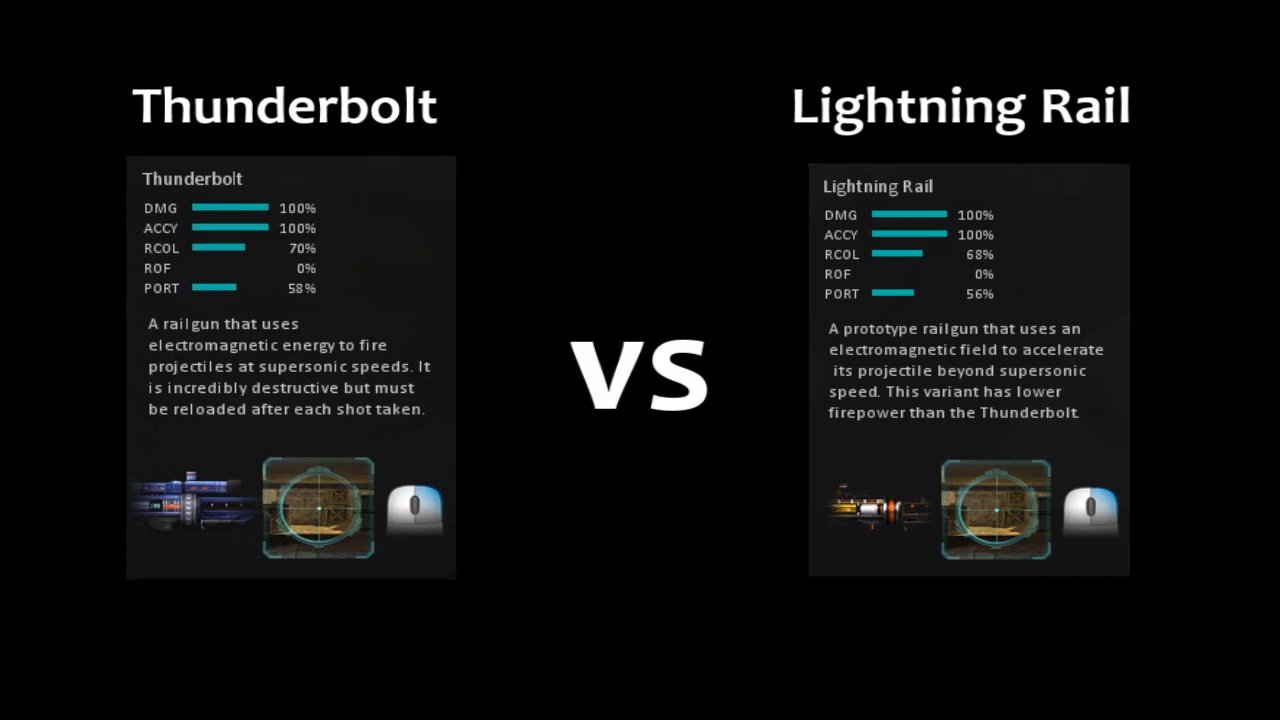 Thunderbolt
Thunderbolt
DMG 100%
ACCY 100%
RCOL 70%
ROF 0%
PORT 58%
A railgun that uses
electromagnetic energy to fire
projectiles at supersonic speeds. It
is incredibly destructive but must
be reloaded after each shot taken.
vs
Lightning Rail
Lightning Rail
DMG 100%
ACCY 100%
RCOL 68%
ROF 0%
PORT 56%
A prototype railgun that uses an
electromagnetic field to accelerate
its projectile beyond supersonic
speed. This variant has lower
firepower than the Thunderbolt.